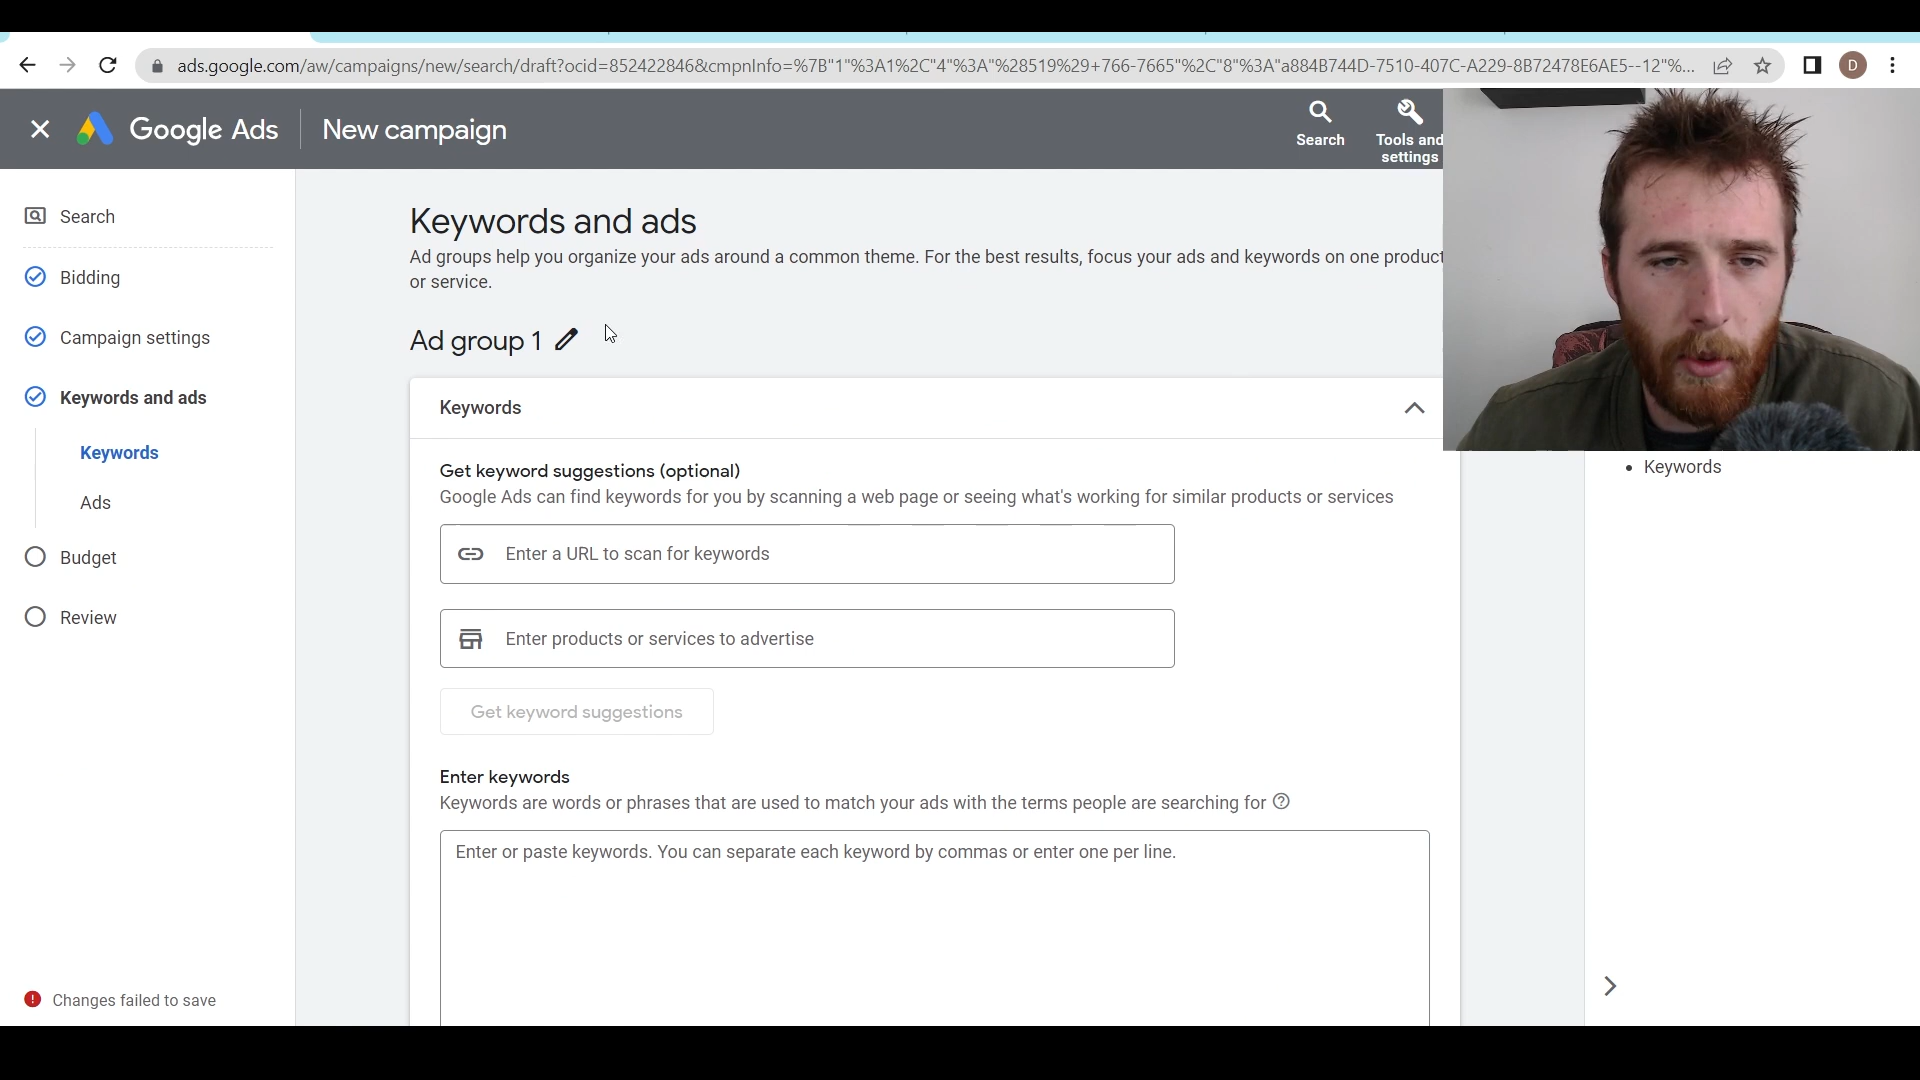 ads.google.com/aw/campaigns/new/search/draft?ocid=852422846&cmpnInfo=%7B"1"%3A1%2C"4"%3A"%28519%29+766-7665"%2C"8"%3A"a884B744D-7510-407C-A229-8B72478E6AE5--12"%...
D
Google Ads
New campaign
Search
Tools and
settings
Search
Bidding
Campaign settings
Keywords and ads
Keywords
Ads
Budget
Review
Changes failed to save
Keywords and ads
Ad groups help you organize your ads around a common theme. For the best results, focus your ads and keywords on one product
or service.
Ad group 1
Keywords
Get keyword suggestions (optional)
Google Ads can find keywords for you by scanning a web page or seeing what's working for similar products or services
Enter a URL to scan for keywords
Enter products or services to advertise
Get keyword suggestions
Enter keywords
Keywords are words or phrases that are used to match your ads with the terms people are searching for
Enter or paste keywords. You can separate each keyword by commas or enter one per line.
• Keywords